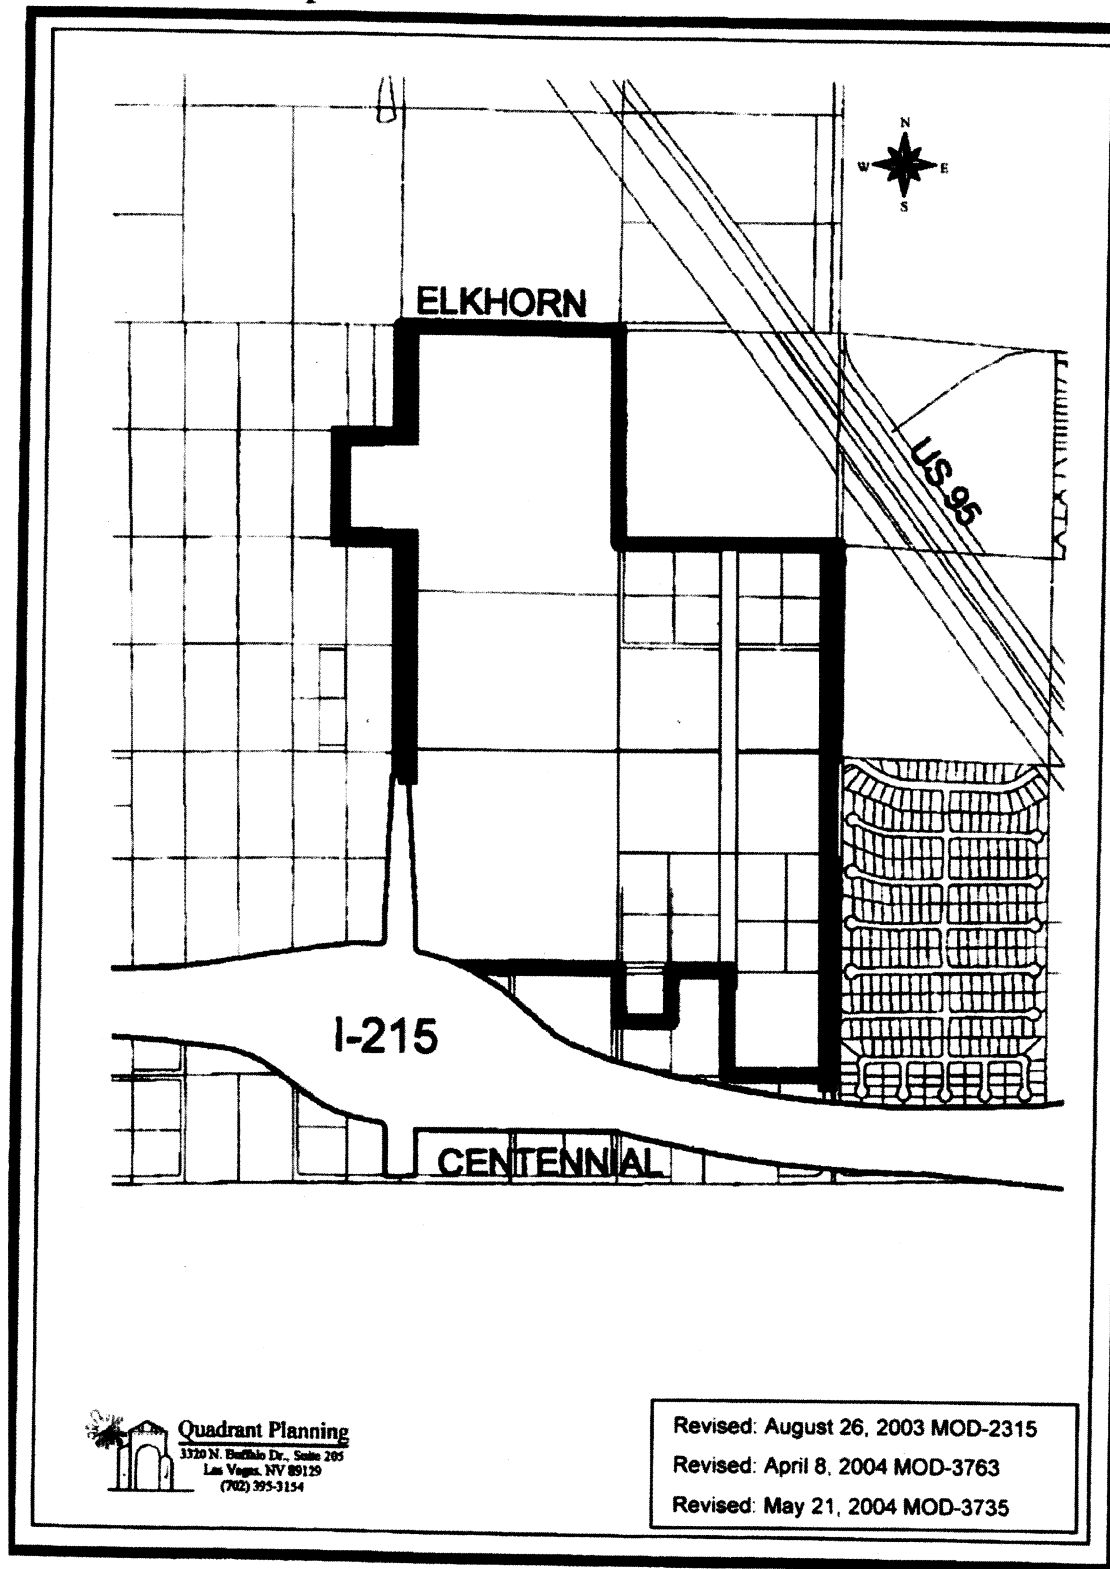 N
W E
S
ELKHORN
US 95
I-215
CENTENNIAL
Quadrant Planning
3320 N. Buffalo Dr., Suite 205
Las Vegas, NV 89129
(702) 395-3154
Revised: August 26, 2003 MOD-2315
Revised: April 8, 2004 MOD-3763
Revised: May 21, 2004 MOD-3735